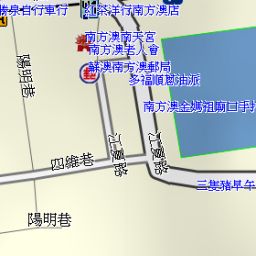 勝泉自行車行
紅茶洋行南方澳店
南方澳南天宮
南方澳老人會
蘇澳南方澳郵局
多福順蔥油派
南方澳金媽祖廟口手
陽明巷
江夏路
江夏路
四維巷
三隻豬早午
陽明巷